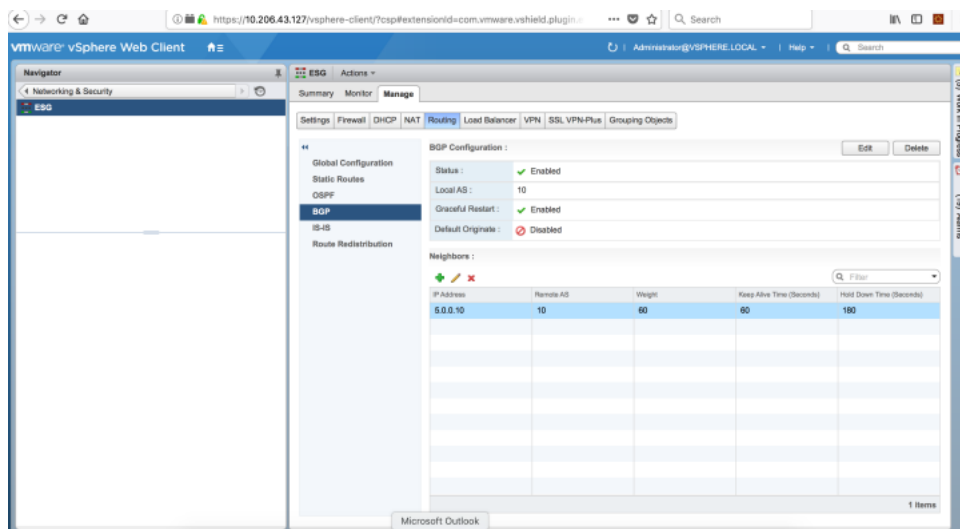 https://10.206.43.127/vsphere-client/?csp#extensionId=com.vmware.vshield.plugin.
Search
vmware® vSphere Web Client
Administrator@VSPHERE.LOCAL
Help
Search
Navigator
Networking & Security
ESG
ESG Actions
Summary Monitor Manage
Settings Firewall DHCP NAT Routing Load Balancer VPN SSL VPN-Plus Grouping Objects
Global Configuration
Static Routes
OSPF
BGP
IS-IS
Route Redistribution
BGP Configuration :
Edit Delete
Status : Enabled
Local AS : 10
Graceful Restart : Enabled
Default Originate : Disabled
Neighbors :
Filter
IP Address Remote AS Weight Keep Alive Time (Seconds) Hold Down Time (Seconds)
5.0.0.10 10 60 60 180
1 items
Microsoft Outlook